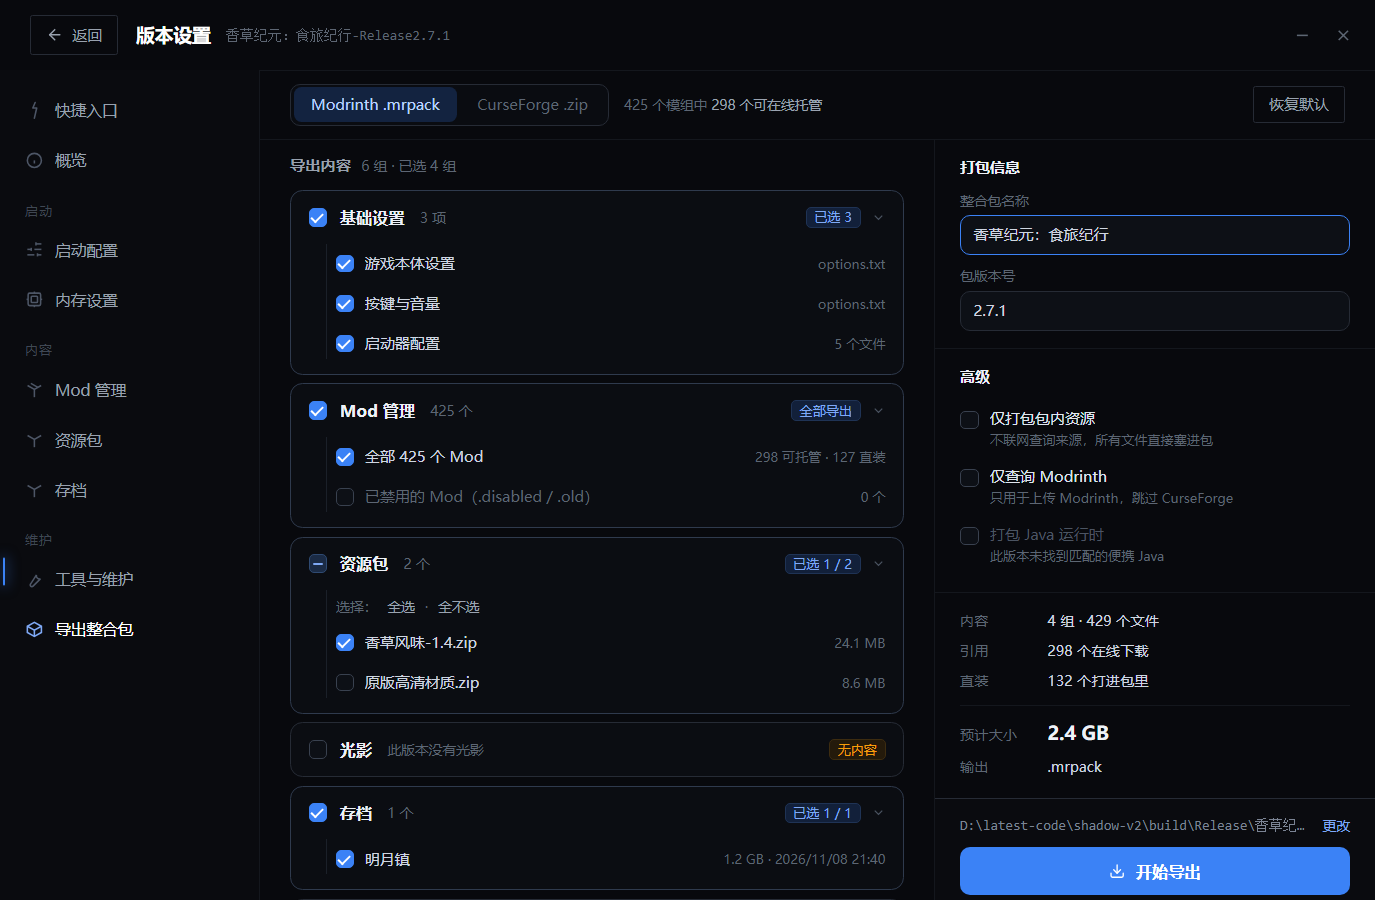 返回
版本设置
香草纪元：食旅纪行-Release2.7.1
快捷入口
概览
启动
启动配置
内存设置
内容
Mod 管理
资源包
存档
维护
工具与维护
导出整合包
Modrinth .mrpack
CurseForge .zip
425 个模组中 298 个可在线托管
恢复默认
导出内容 6 组 · 已选 4 组
基础设置 3 项
已选 3
游戏本体设置
options.txt
按键与音量
options.txt
启动器配置
5 个文件
Mod 管理 425 个
全部导出
全部 425 个 Mod
298 可托管 · 127 直装
已禁用的 Mod（.disabled / .old）
0 个
资源包 2 个
已选 1 / 2
选择： 全选 · 全不选
香草风味-1.4.zip
24.1 MB
原版高清材质.zip
8.6 MB
光影 此版本没有光影
无内容
存档 1 个
已选 1 / 1
明月镇
1.2 GB · 2026/11/08 21:40
打包信息
整合包名称
香草纪元：食旅纪行
包版本号
2.7.1
高级
仅打包包内资源
不联网查询来源，所有文件直接塞进包
仅查询 Modrinth
只用于上传 Modrinth，跳过 CurseForge
打包 Java 运行时
此版本未找到匹配的便携 Java
内容 4 组 · 429 个文件
引用 298 个在线下载
直装 132 个打进包里
预计大小 2.4 GB
输出 .mrpack
D:\latest-code\shadow-v2\build\Release\香草纪…
更改
开始导出